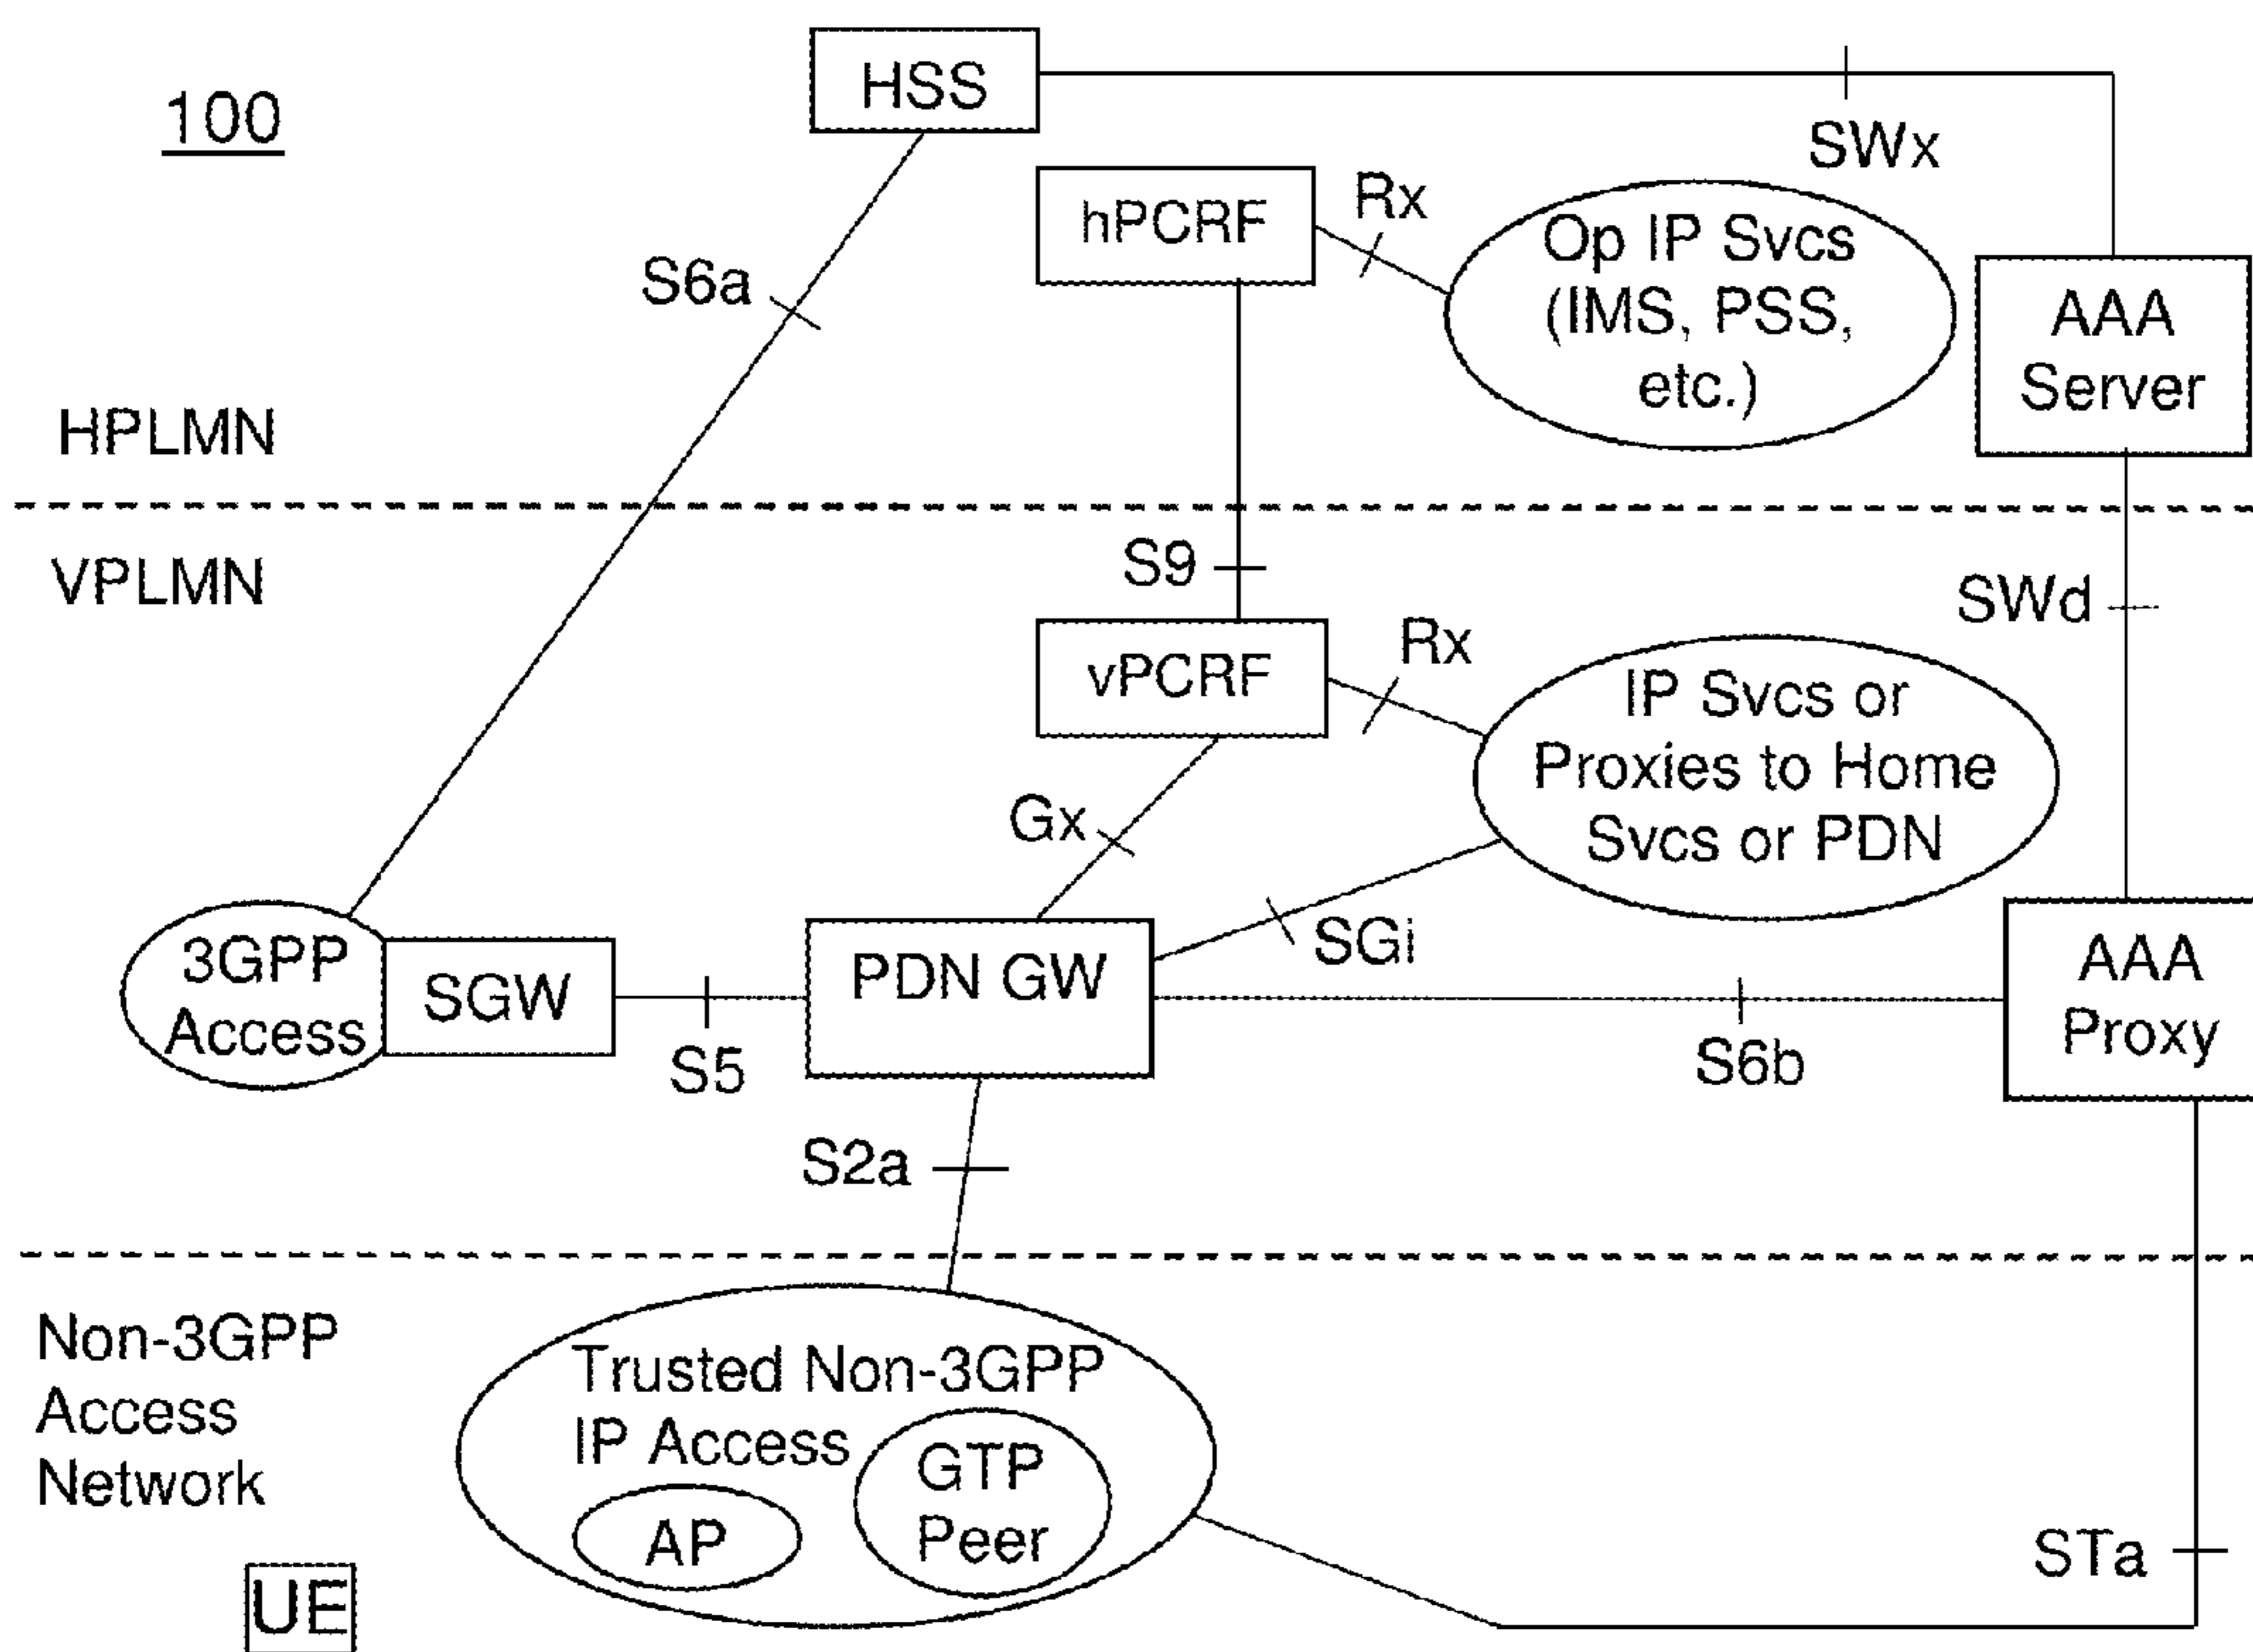 100
HSS
SWx
hPCRF
Rx
Op IP Svcs
(IMS, PSS,
etc.)
AAA
Server
S6a
HPLMN
VPLMN
S9
SWd
vPCRF
Rx
IP Svcs or
Proxies to Home
Svcs or PDN
Gx
SGi
3GPP
Access
SGW
S5
PDN GW
S6b
AAA
Proxy
S2a
Non-3GPP
Access
Network
Trusted Non-3GPP
IP Access
AP
GTP
Peer
STa
UE